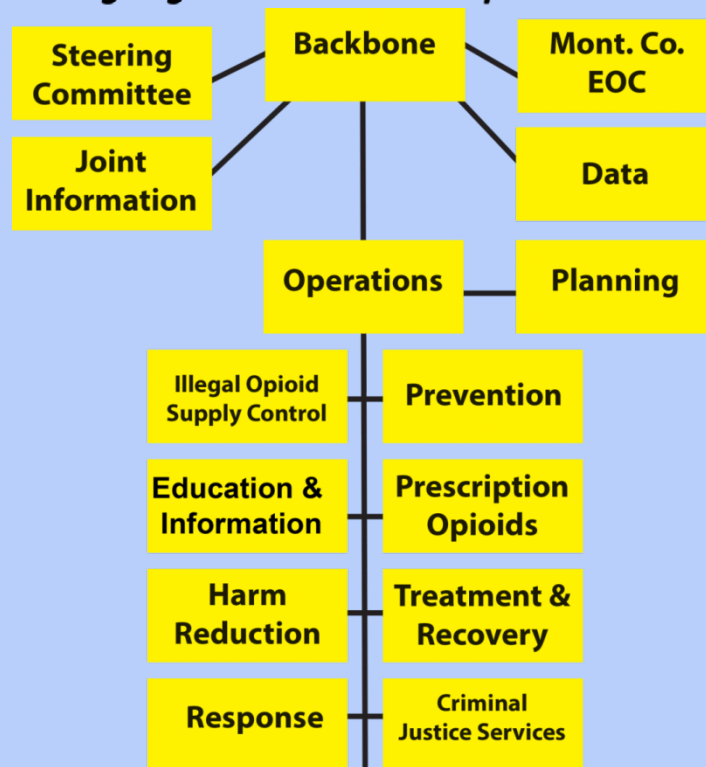 Backbone
Steering
Committee
Mont. Co.
EOC
Joint
Information
Data
Operations
Planning
Illegal Opioid
Supply Control
Prevention
Education &
Information
Prescription
Opioids
Harm
Reduction
Treatment &
Recovery
Response
Criminal
Justice Services